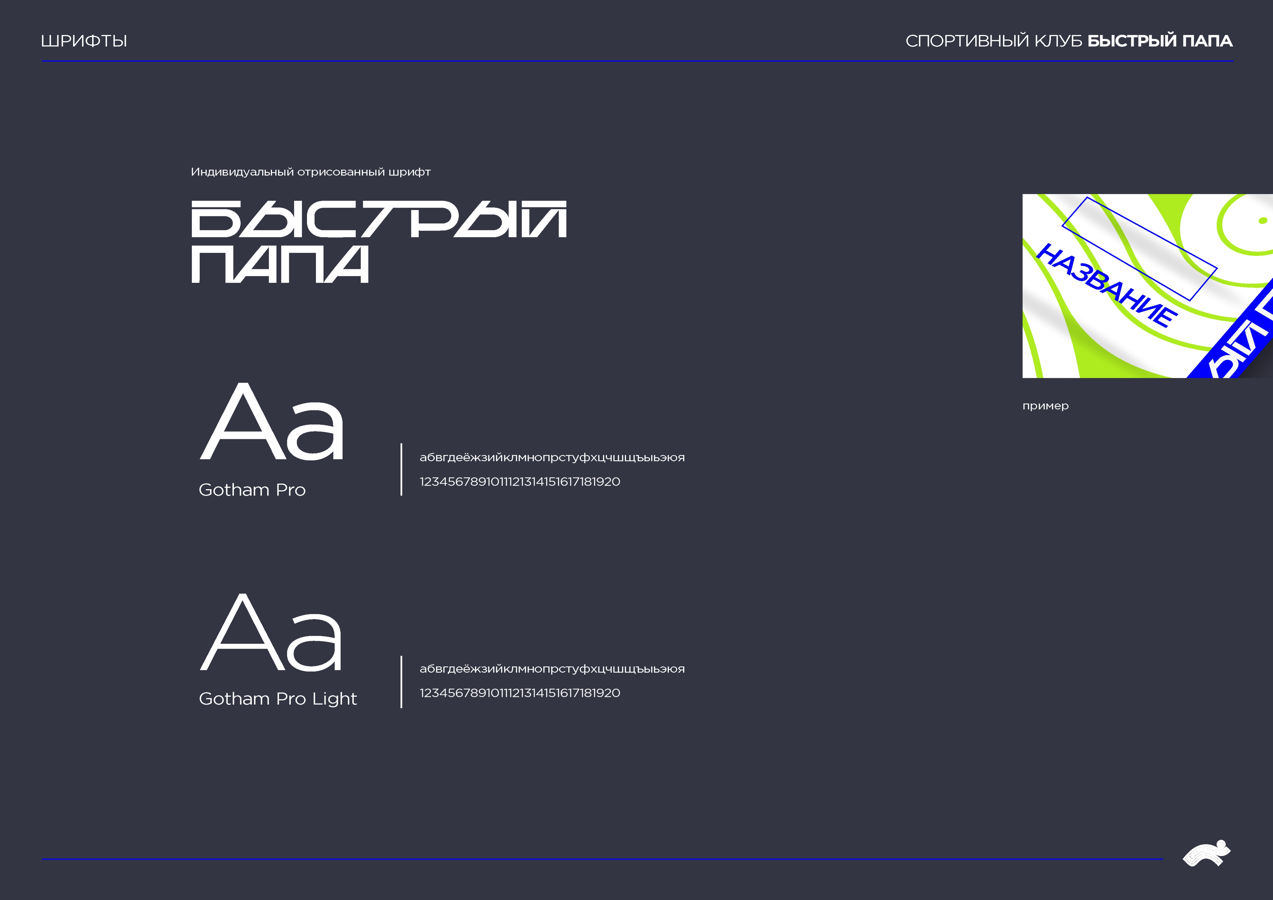 ШРИФТЫ
СПОРТИВНЫЙ КЛУБ БЫСТРЫЙ ПАПА
Индивидуальный отрисованный шрифт
БЫСТРЫЙ
ПАПА
Aa
Gotham Pro
абвгдеёжзийклмнопрстуфхцчшщъыьэюя
1234567891011121314151617181920
НАЗВАНИЕ
ЫЙ
пример
Aa
Gotham Pro Light
абвгдеёжзийклмнопрстуфхцчшщъыьэюя
1234567891011121314151617181920